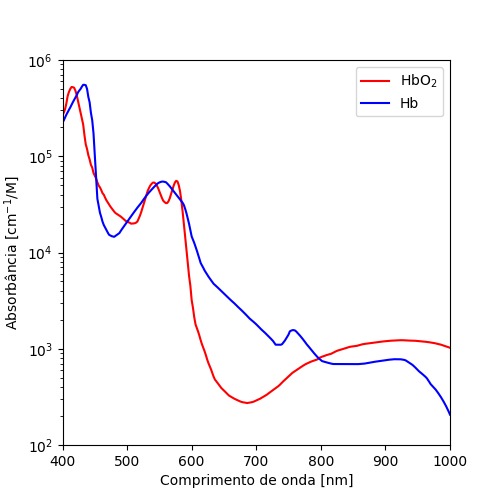 10⁶
HbO₂
Hb
10⁵
Absorbância [cm⁻¹/M]
10⁴
10³
10²
400 500 600 700 800 900 1000
Comprimento de onda [nm]